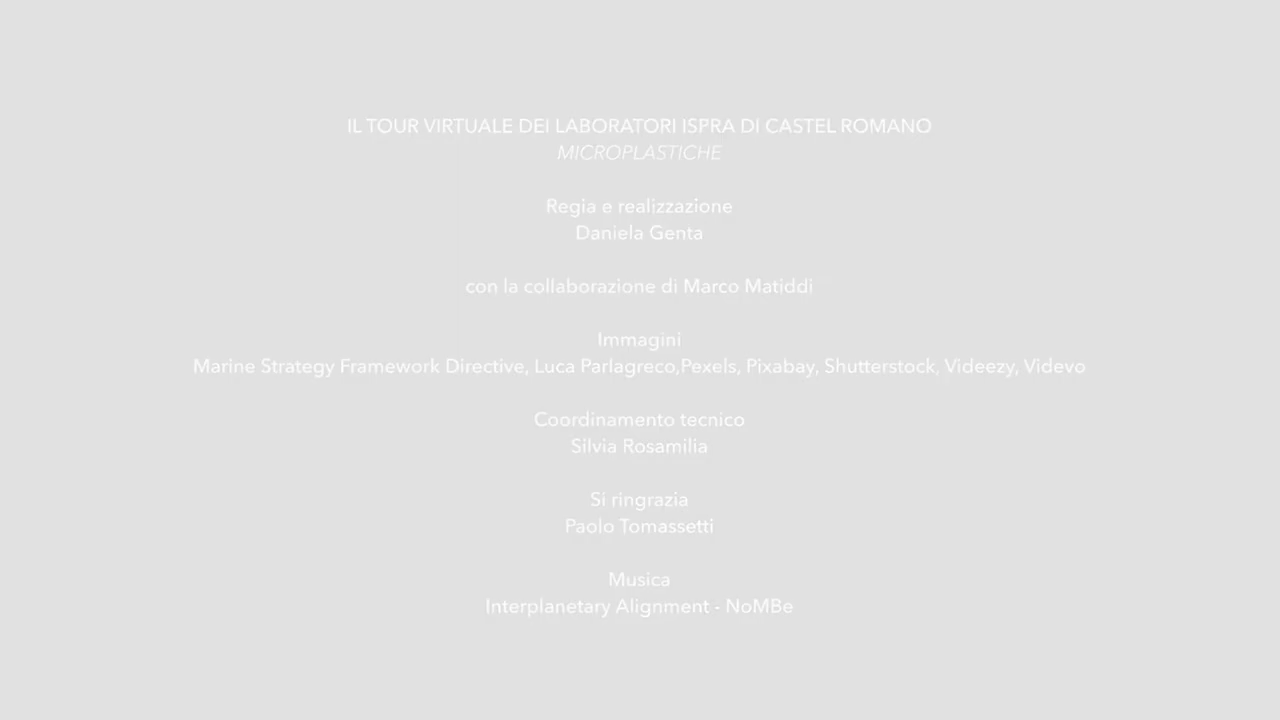 IL TOUR VIRTUALE DEI LABORATORI ISPRA DI CASTEL ROMANO
MICROPLASTICHE
Regia e realizzazione
Daniela Genta
con la collaborazione di Marco Matiddi
Immagini
Marine Strategy Framework Directive, Luca Parlagreco,Pexels, Pixabay, Shutterstock, Videezy, Videvo
Coordinamento tecnico
Silvia Rosamilia
Si ringrazia
Paolo Tomassetti
Musica
Interplanetary Alignment - NoMBe